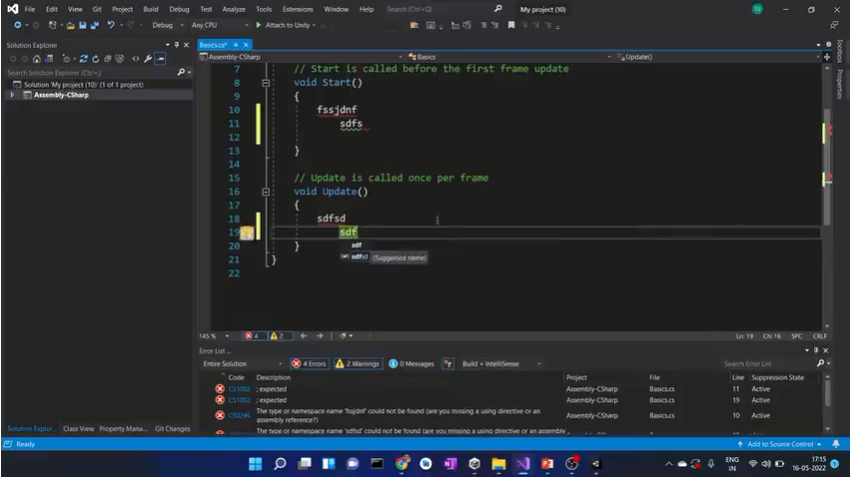 File Edit View Git Project Build Debug Test Analyze Tools Extensions Window Help Search My project (10) SS
Debug Any CPU Attach to Unity
Solution Explorer
Basics.cs*
Assembly-CSharp Basics Update()
Search Solution Explorer
Solution 'My project (10)' (1 of 1 project)
Assembly-CSharp
7 // Start is called before the first frame update
8 void Start()
9 {
10 fssjdnf
11 sdfs
12
13 }
14
15 // Update is called once per frame
16 void Update()
17 {
18 sdfsd
19 sdf
20 }
21 }
22
sdf
sdfsd (Suggested name)
Toolbox
Properties
145 % 4 2 Ln: 19 Ch: 16 SPC CRLF
Error List ...
Entire Solution 4 Errors 2 Warnings 0 Messages Build + IntelliSense Search Error List
Code Description Project File Line Suppression State
CS1002 ; expected Assembly-CSharp Basics.cs 11 Active
CS1002 ; expected Assembly-CSharp Basics.cs 19 Active
CS0246 The type or namespace name 'fssjdnf' could not be found (are you missing a using directive or an assembly reference?) Assembly-CSharp Basics.cs 10 Active
The type or namespace name 'sdfsd' could not be found (are you missing a using directive or an
Solution Explor... Class View Property Mana... Git Changes
Ready Add to Source Control
ENG
IN
17:15
16-05-2022